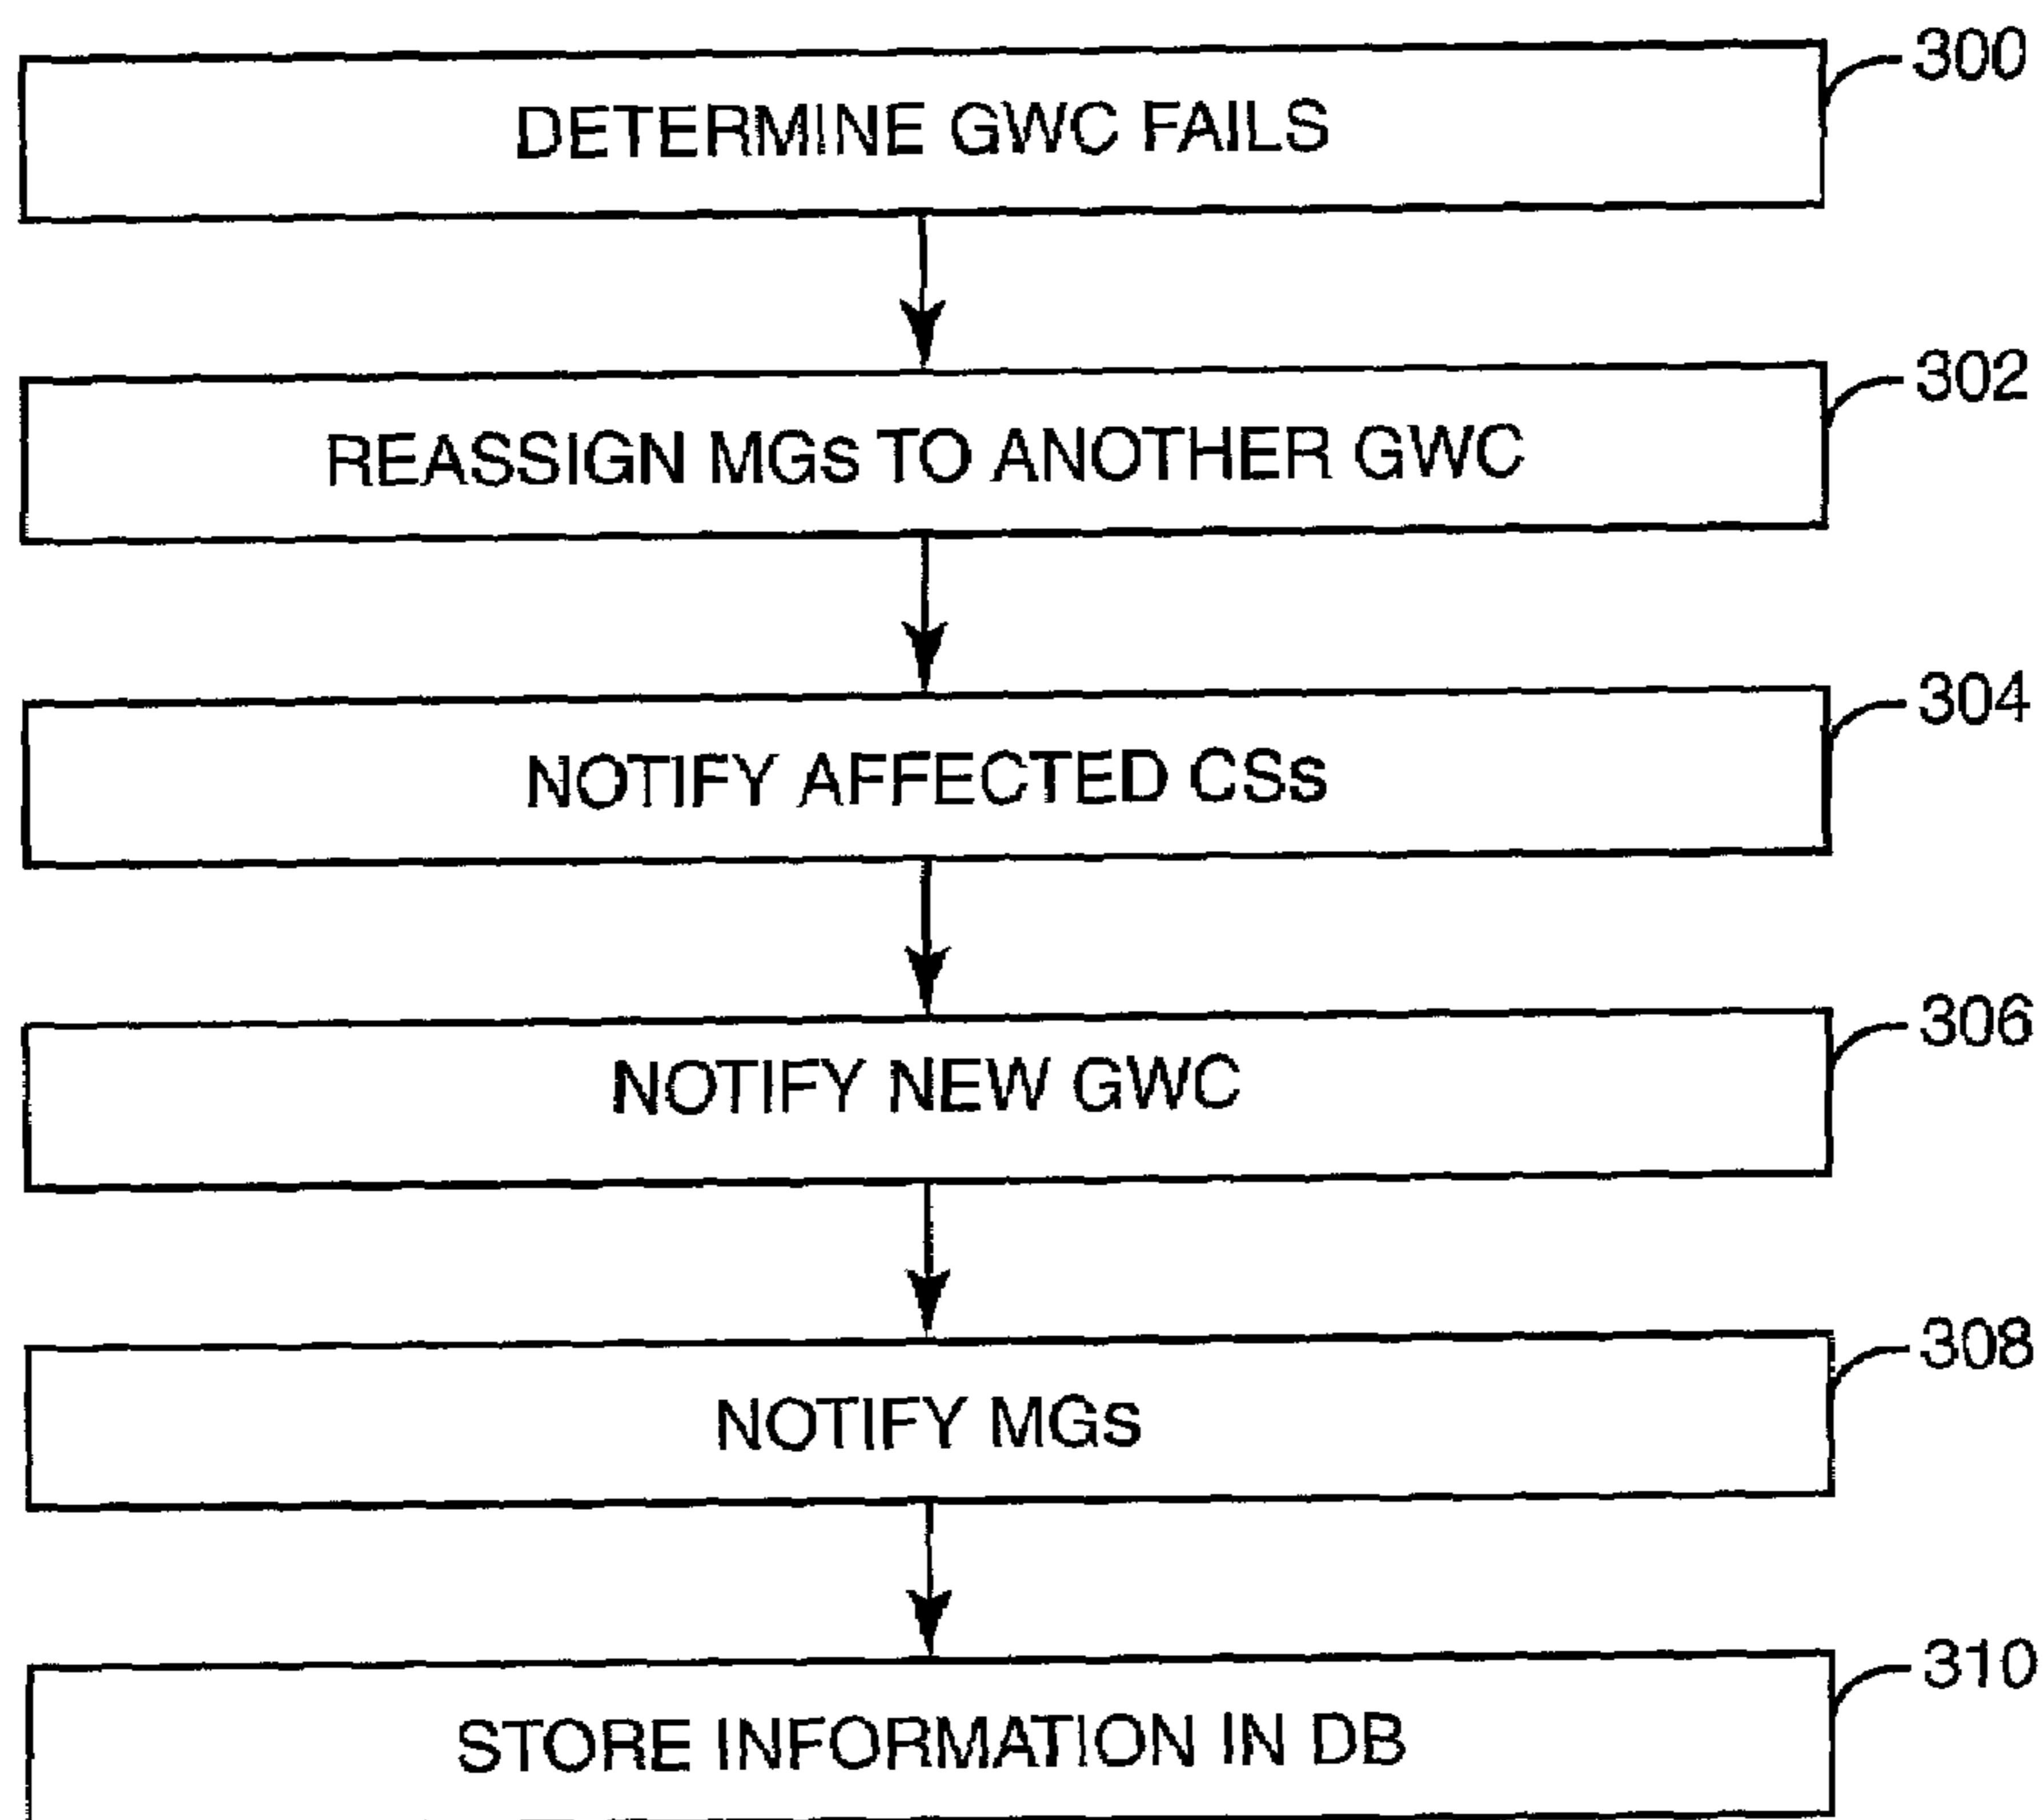 300
DETERMINE GWC FAILS
302
REASSIGN MGs TO ANOTHER GWC
304
NOTIFY AFFECTED CSs
306
NOTIFY NEW GWC
308
NOTIFY MGs
310
STORE INFORMATION IN DB